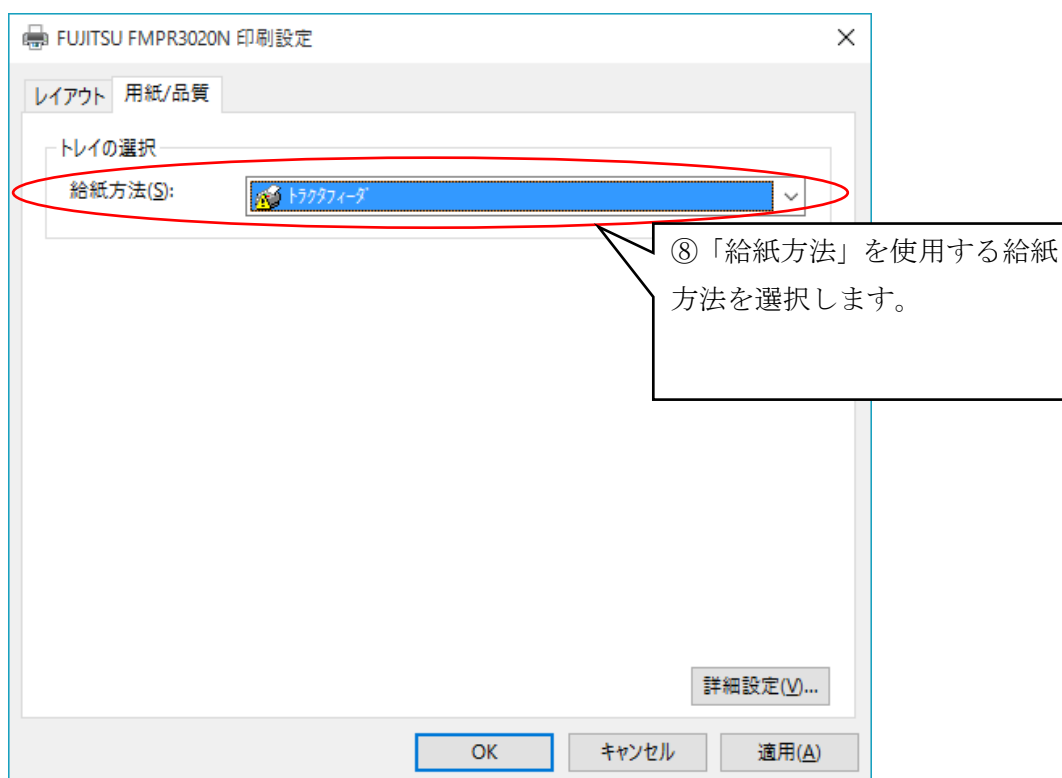 FUJITSU FMPR3020N 印刷設定
レイアウト 用紙/品質
トレイの選択
給紙方法(S): ﾄﾗｸﾀﾌｨｰﾀﾞ
⑧「給紙方法」を使用する給紙
方法を選択します。
詳細設定(V)...
OK キャンセル 適用(A)